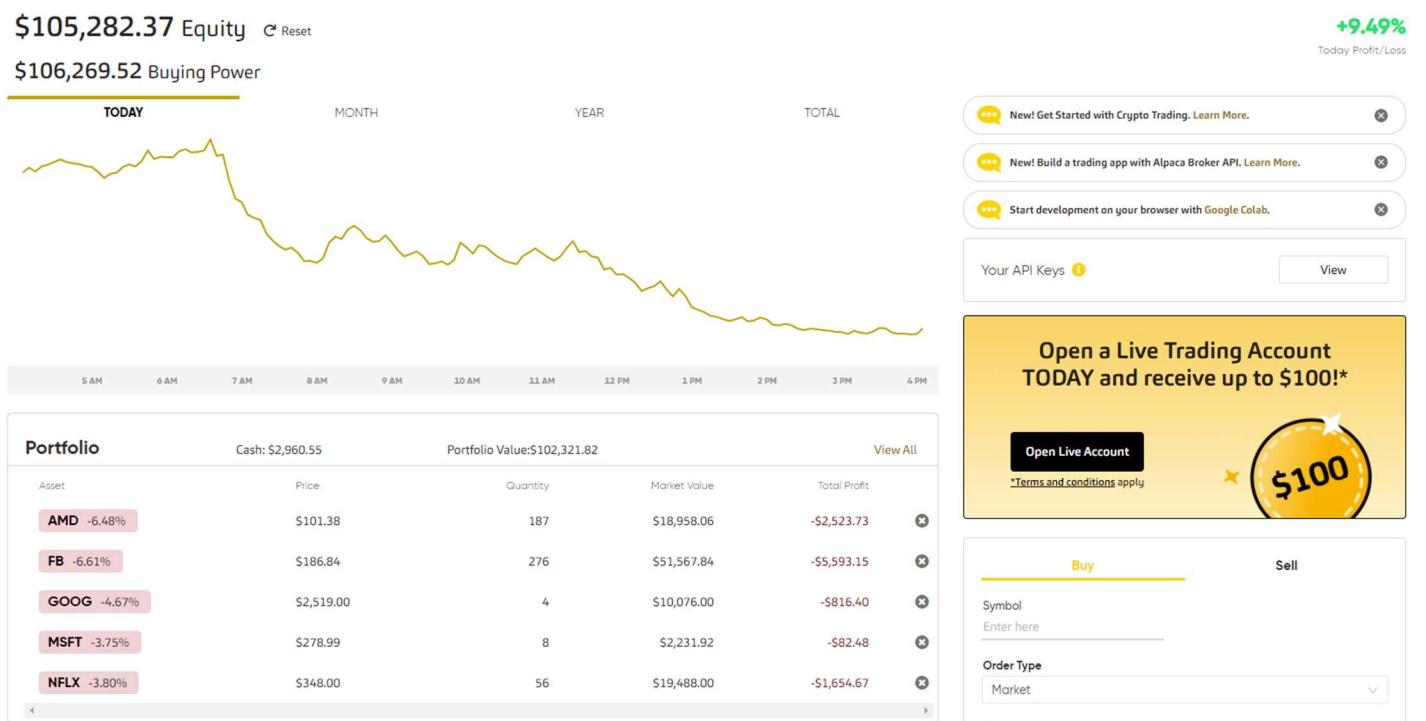 $105,282.37 Equity Reset
+9.49%
Today Profit/Loss
$106,269.52 Buying Power
TODAY MONTH YEAR TOTAL
5 AM 6 AM 7 AM 8 AM 9 AM 10 AM 11 AM 12 PM 1 PM 2 PM 3 PM 4 PM
Portfolio Cash: $2,960.55 Portfolio Value:$102,321.82 View All
Asset Price Quantity Market Value Total Profit
AMD -6.48% $101.38 187 $18,958.06 -$2,523.73
FB -6.61% $186.84 276 $51,567.84 -$5,593.15
GOOG -4.67% $2,519.00 4 $10,076.00 -$816.40
MSFT -3.75% $278.99 8 $2,231.92 -$82.48
NFLX -3.80% $348.00 56 $19,488.00 -$1,654.67
New! Get Started with Crypto Trading. Learn More.
New! Build a trading app with Alpaca Broker API. Learn More.
Start development on your browser with Google Colab.
Your API Keys View
Open a Live Trading Account
TODAY and receive up to $100!*
Open Live Account
*Terms and conditions apply
$100
Buy Sell
Symbol
Enter here
Order Type
Market